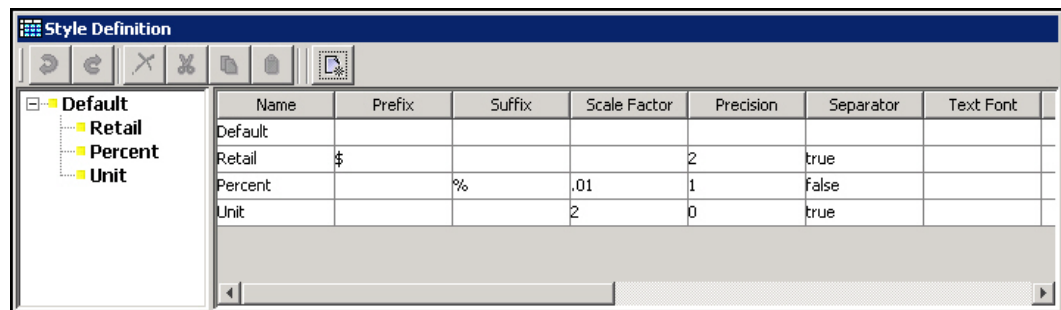 Style Definition
Default
Retail
Percent
Unit
Name Prefix Suffix Scale Factor Precision Separator Text Font
Default
Retail $ 2 true
Percent % .01 1 false
Unit 2 0 true